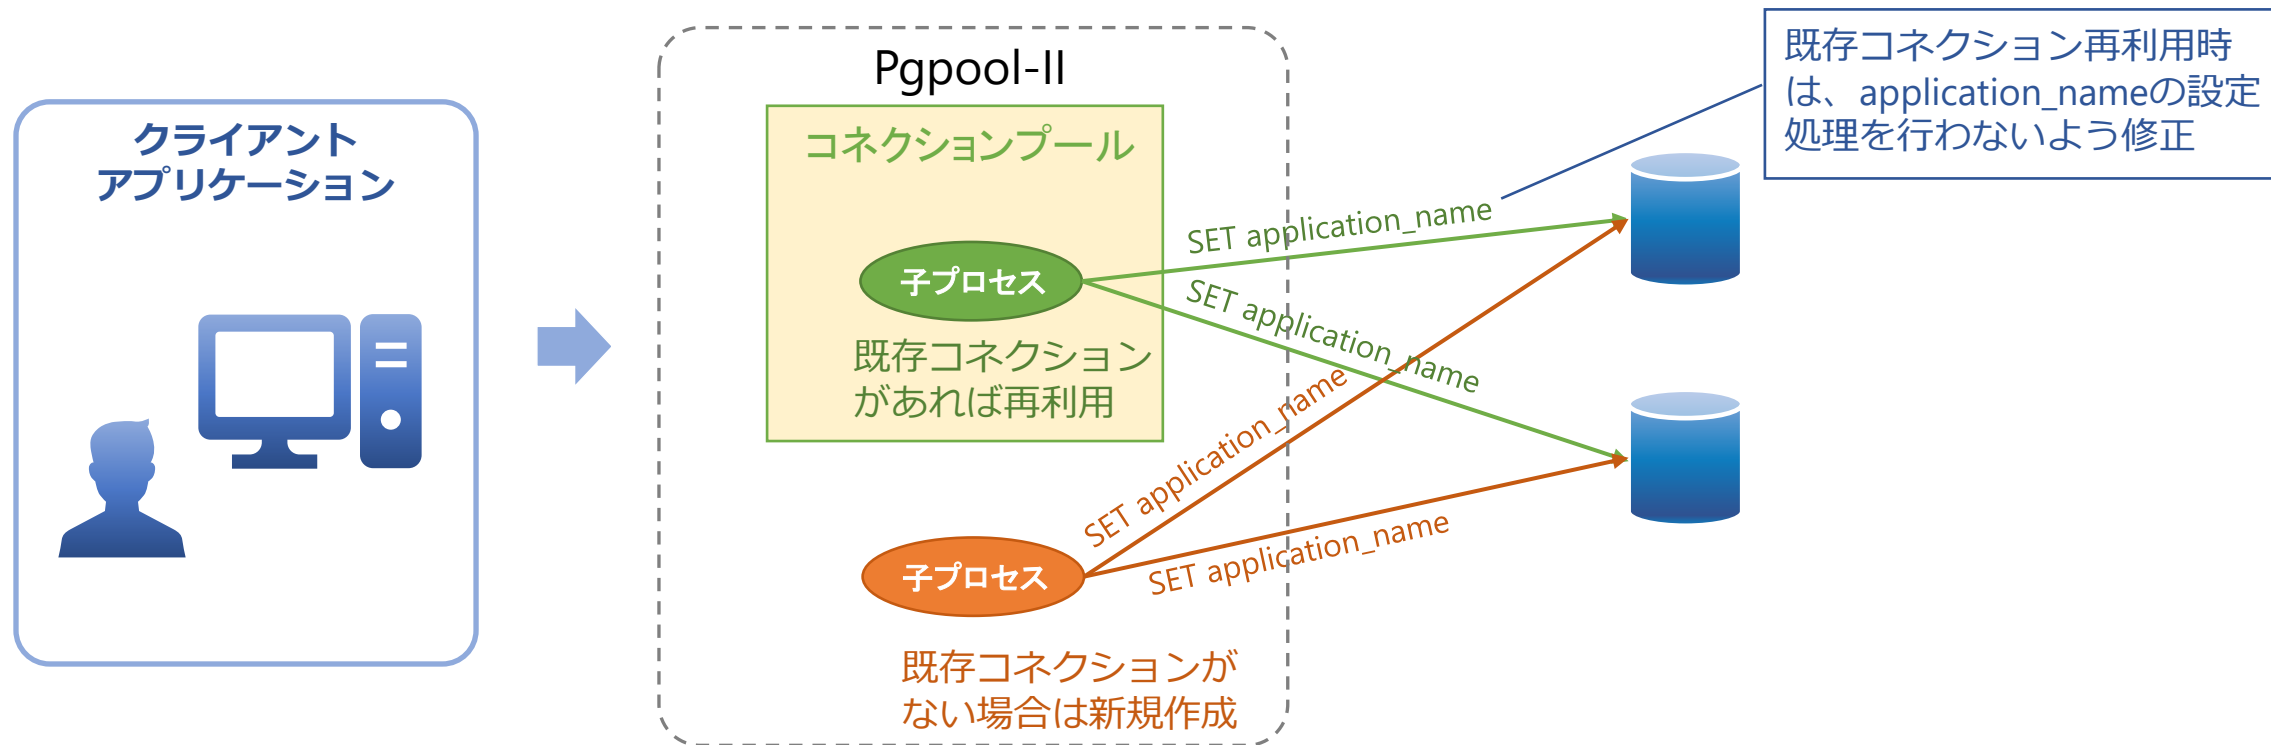 クライアント
アプリケーション
Pgpool-II
コネクションプール
子プロセス
既存コネクション
があれば再利用
子プロセス
既存コネクションが
ない場合は新規作成
SET application_name
SET application_name
SET application_name
SET application_name
既存コネクション再利用時
は、application_nameの設定
処理を行わないよう修正